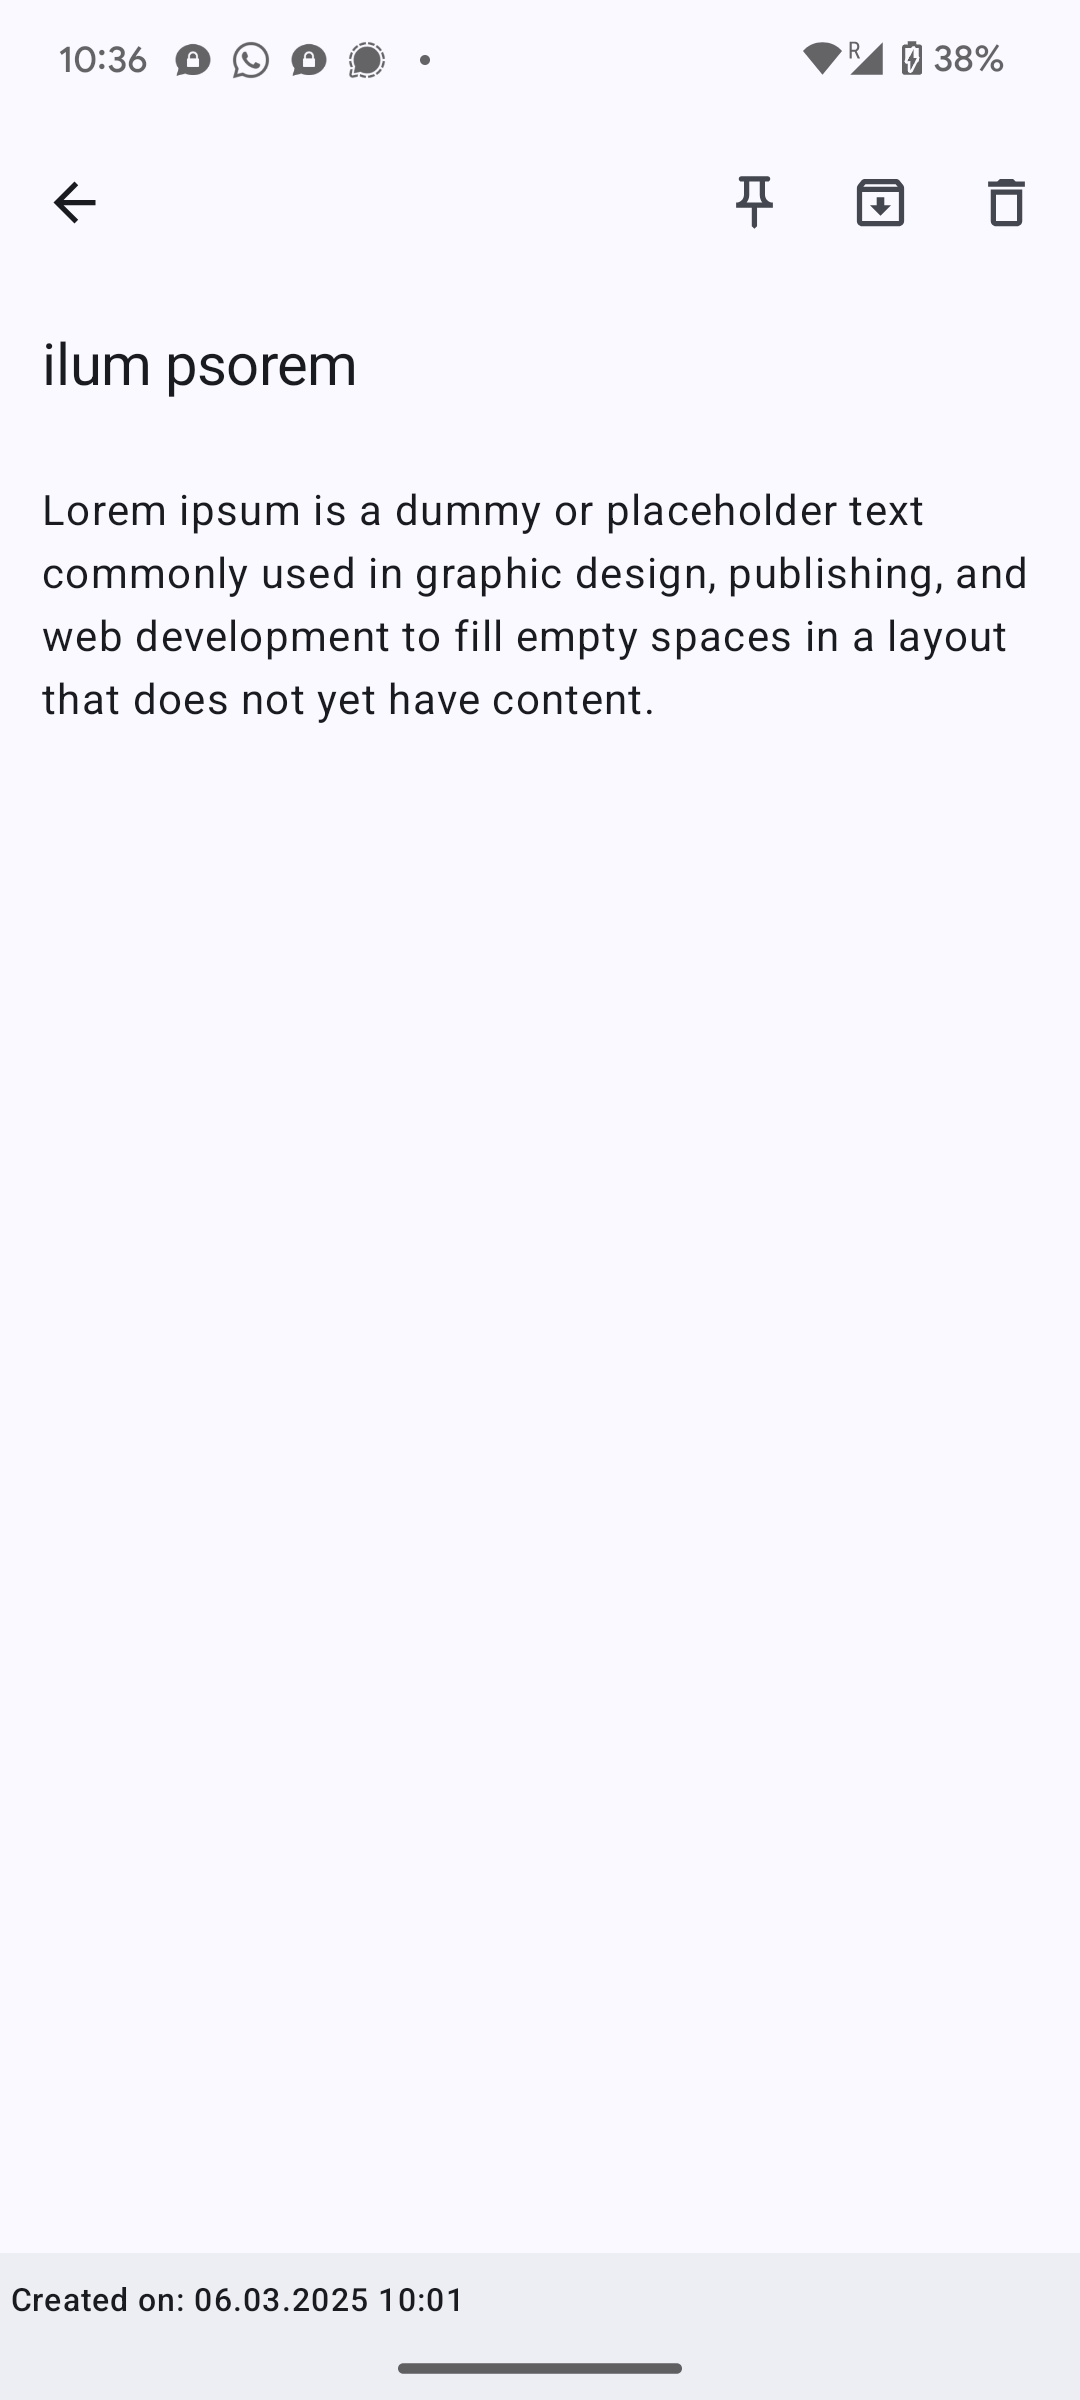 10:36
R
38%
ilum psorem
Lorem ipsum is a dummy or placeholder text
commonly used in graphic design, publishing, and
web development to fill empty spaces in a layout
that does not yet have content.
Created on: 06.03.2025 10:01